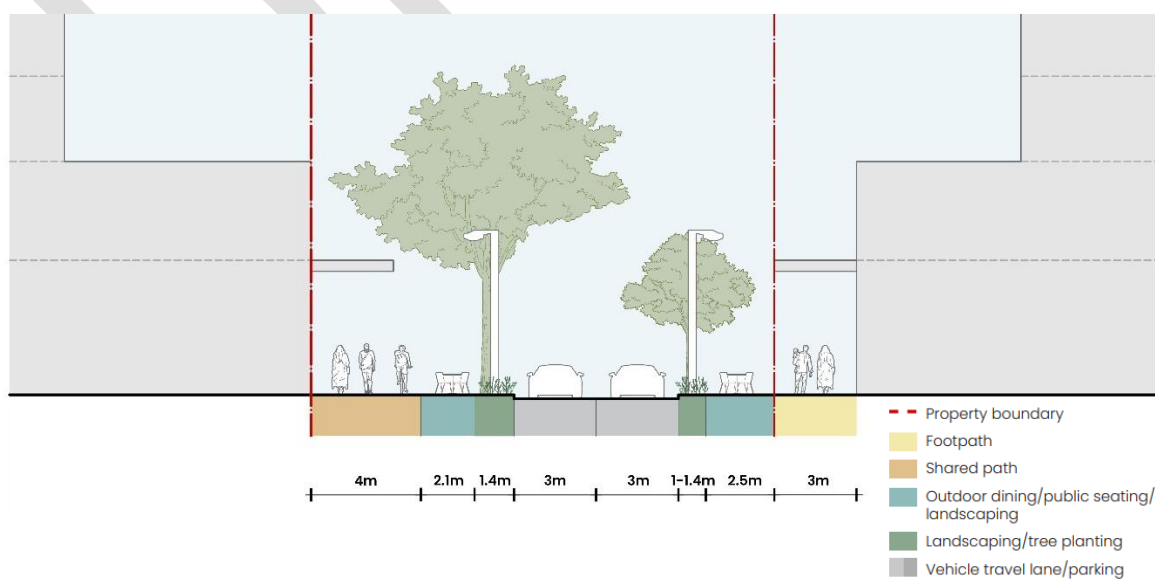 4m 2.1m 1.4m 3m 3m 1-1.4m 2.5m 3m
Property boundary
Footpath
Shared path
Outdoor dining/public seating/
landscaping
Landscaping/tree planting
Vehicle travel lane/parking